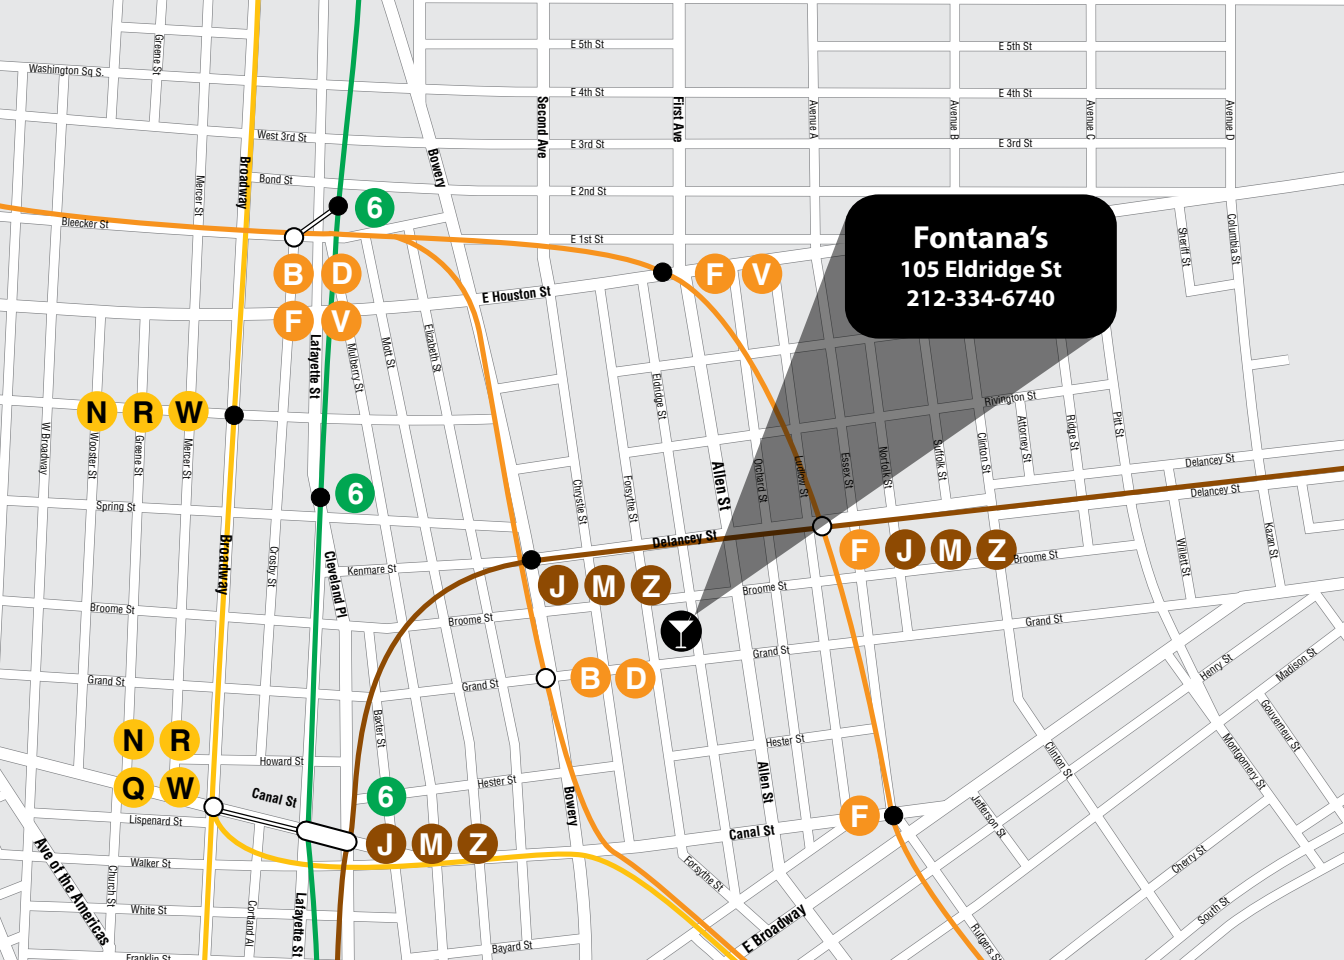 E 5th St
E 5th St
Greene St
Washington Sq S.
E 4th St
E 4th St
Second Ave
First Ave
Avenue A
Avenue B
Avenue C
Avenue D
West 3rd St
E 3rd St
E 3rd St
Broadway
Bowery
Mercer St
Bond St
E 2nd St
6
Bleecker St
E 1st St
Fontana's
105 Eldridge St
212-334-6740
Sheriff St
Columbia St
B D
F V
F V
E Houston St
Lafayette St
Mulberry St
Mott St
Elizabeth St
Eldridge St
Rivington St
N R W
W Broadway
Wooster St
Greene St
Mercer St
Attorney St
Ridge St
Pitt St
Allen St
Orchard St
Ludlow St
Essex St
Norfolk St
Suffolk St
Clinton St
Delancey St
Delancey St
6
Spring St
Chrystie St
Forsythe St
Delancey St
Kazan St
Willett St
Broadway
Crosby St
Cleveland Pl
Kenmare St
F J M Z
Broome St
J M Z
Broome St
Broome St
Broome St
Grand St
Grand St
Grand St
Grand St
B D
Henry St
Madison St
Gouverneur St
Montgomery St
Clinton St
Baxter St
N R
Q W
Howard St
Canal St
Hester St
Hester St
Allen St
Bowery
6
J M Z
Lispenard St
Canal St
F
Jefferson St
Cherry St
South St
Ave of the Americas
Walker St
Church St
White St
Cortland Al
Lafayette St
Forsythe St
E Broadway
Rutgers St
Bayard St
Franklin St